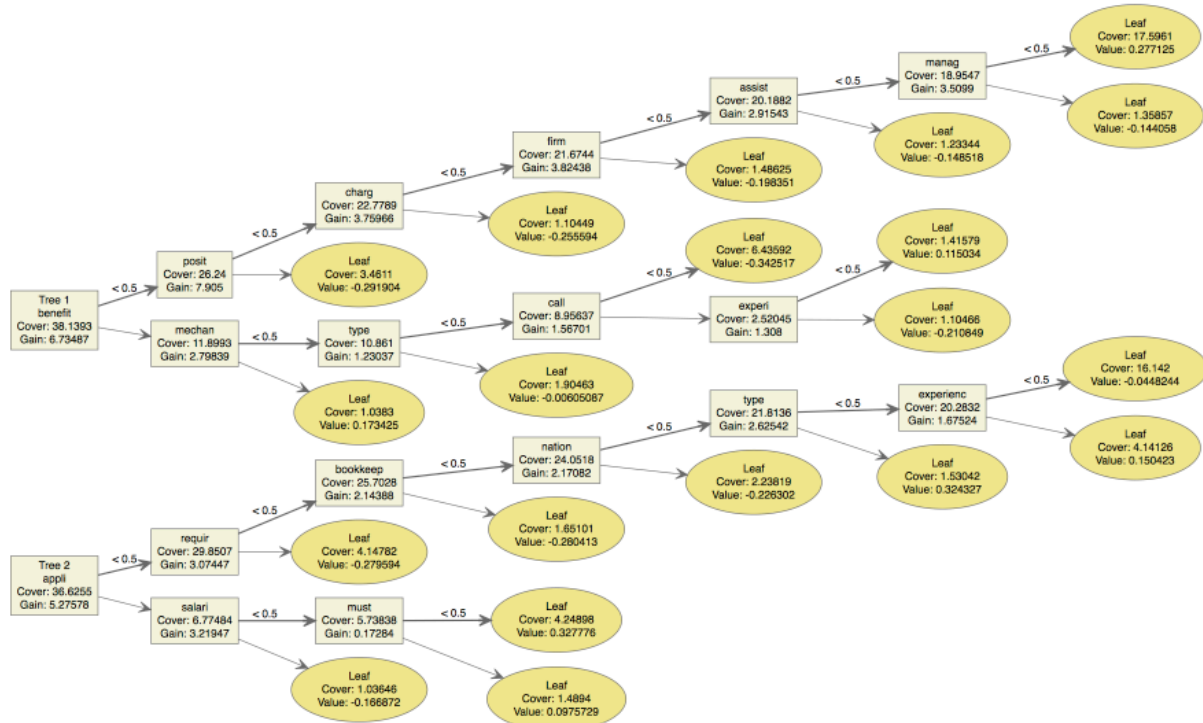 Leaf
Cover: 17.5961
Value: 0.277125
< 0.5
manag
Cover: 18.9547
Gain: 3.5099
< 0.5
assist
Cover: 20.1882
Gain: 2.91543
Leaf
Cover: 1.35857
Value: -0.144058
< 0.5
firm
Cover: 21.6744
Gain: 3.82438
Leaf
Cover: 1.23344
Value: -0.148518
< 0.5
charg
Cover: 22.7789
Gain: 3.75966
Leaf
Cover: 1.48625
Value: -0.198351
< 0.5
posit
Cover: 26.24
Gain: 7.905
Leaf
Cover: 1.10449
Value: -0.255594
< 0.5
Tree 1
benefit
Cover: 38.1393
Gain: 6.73487
Leaf
Cover: 3.4611
Value: -0.291904
mechan
Cover: 11.8993
Gain: 2.79839
< 0.5
type
Cover: 10.861
Gain: 1.23037
< 0.5
call
Cover: 8.95637
Gain: 1.56701
< 0.5
Leaf
Cover: 6.43592
Value: -0.342517
experi
Cover: 2.52045
Gain: 1.308
< 0.5
Leaf
Cover: 1.41579
Value: 0.115034
Leaf
Cover: 1.10466
Value: -0.210849
Leaf
Cover: 1.90463
Value: -0.00605087
Leaf
Cover: 1.0383
Value: 0.173425
Leaf
Cover: 16.142
Value: -0.0448244
< 0.5
experienc
Cover: 20.2832
Gain: 1.67524
< 0.5
type
Cover: 21.8136
Gain: 2.62542
Leaf
Cover: 4.14126
Value: 0.150423
< 0.5
nation
Cover: 24.0518
Gain: 2.17082
Leaf
Cover: 1.53042
Value: 0.324327
< 0.5
bookkeep
Cover: 25.7028
Gain: 2.14388
Leaf
Cover: 2.23819
Value: -0.226302
< 0.5
requir
Cover: 29.8507
Gain: 3.07447
Leaf
Cover: 1.65101
Value: -0.280413
< 0.5
Tree 2
appli
Cover: 36.6255
Gain: 5.27578
Leaf
Cover: 4.14782
Value: -0.279594
salari
Cover: 6.77484
Gain: 3.21947
< 0.5
must
Cover: 5.73838
Gain: 0.17284
< 0.5
Leaf
Cover: 4.24898
Value: 0.327776
Leaf
Cover: 1.03646
Value: -0.166872
Leaf
Cover: 1.4894
Value: 0.0975729